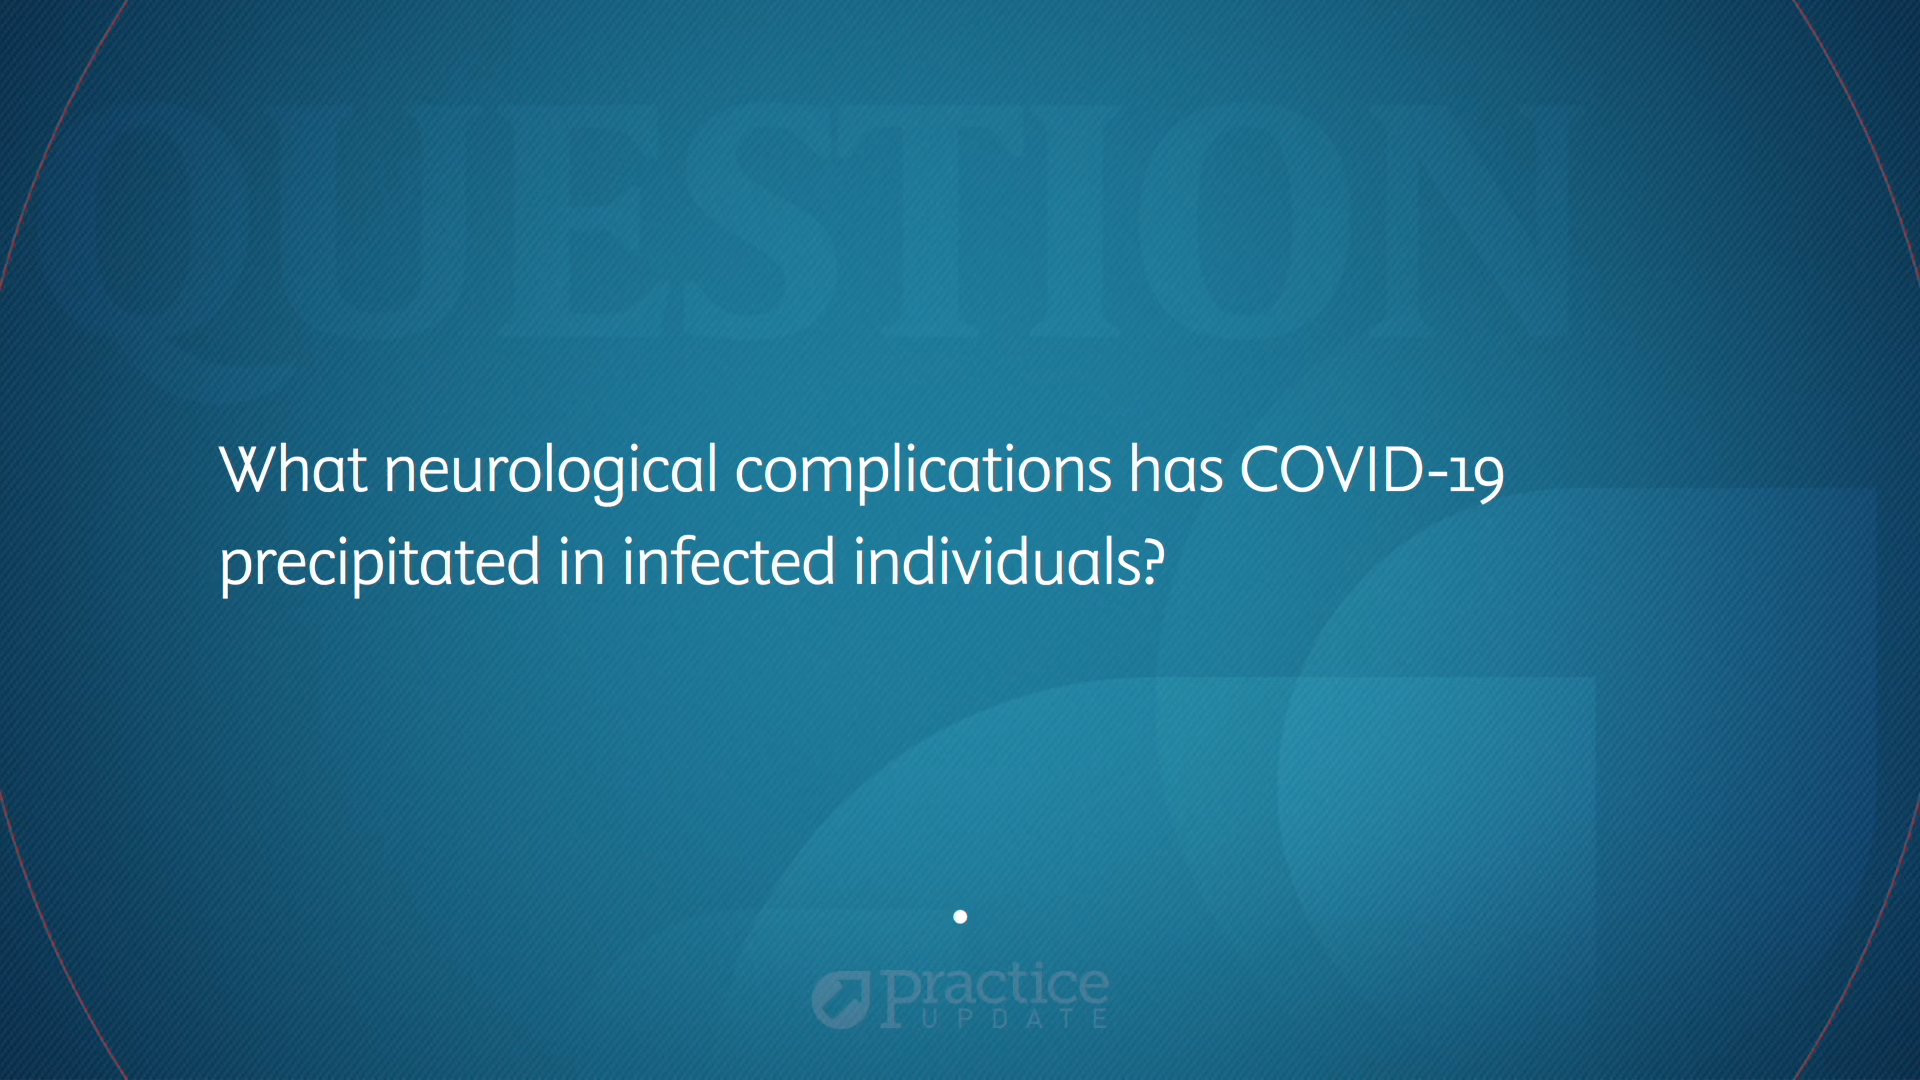 QUESTION
What neurological complications has COVID-19
precipitated in infected individuals?
Practice
UPDATE